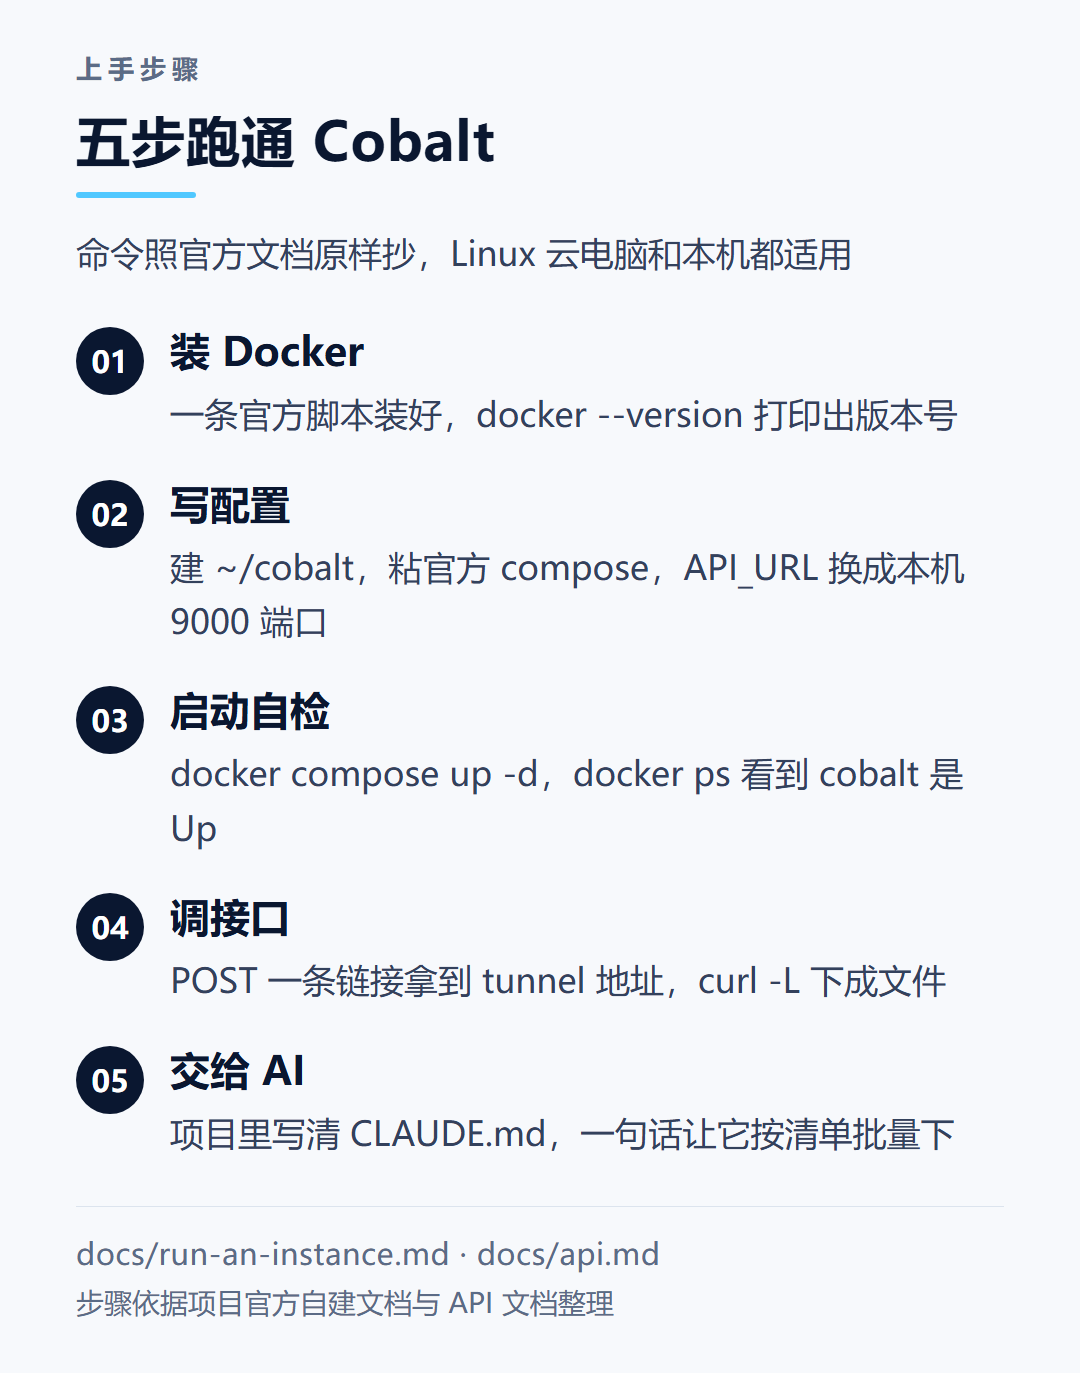 上手步骤
五步跑通 Cobalt
命令照官方文档原样抄，Linux 云电脑和本机都适用
01
装 Docker
一条官方脚本装好，docker --version 打印出版本号
02
写配置
建 ~/cobalt，粘官方 compose，API_URL 换成本机
9000 端口
03
启动自检
docker compose up -d，docker ps 看到 cobalt 是
Up
04
调接口
POST 一条链接拿到 tunnel 地址，curl -L 下成文件
05
交给 AI
项目里写清 CLAUDE.md，一句话让它按清单批量下
docs/run-an-instance.md · docs/api.md
步骤依据项目官方自建文档与 API 文档整理